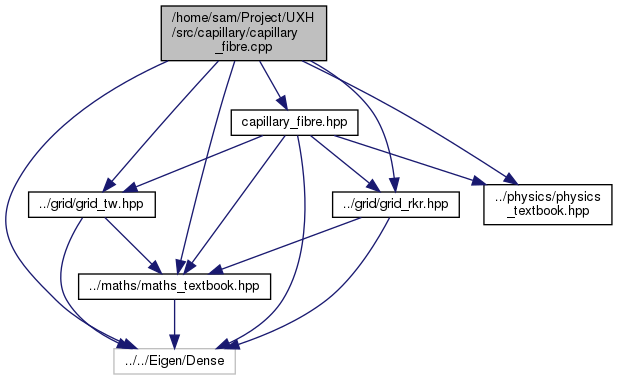 /home/sam/Project/UXH
/src/capillary/capillary
_fibre.cpp
capillary_fibre.hpp
../grid/grid_tw.hpp
../grid/grid_rkr.hpp
../physics/physics
_textbook.hpp
../maths/maths_textbook.hpp
../../Eigen/Dense